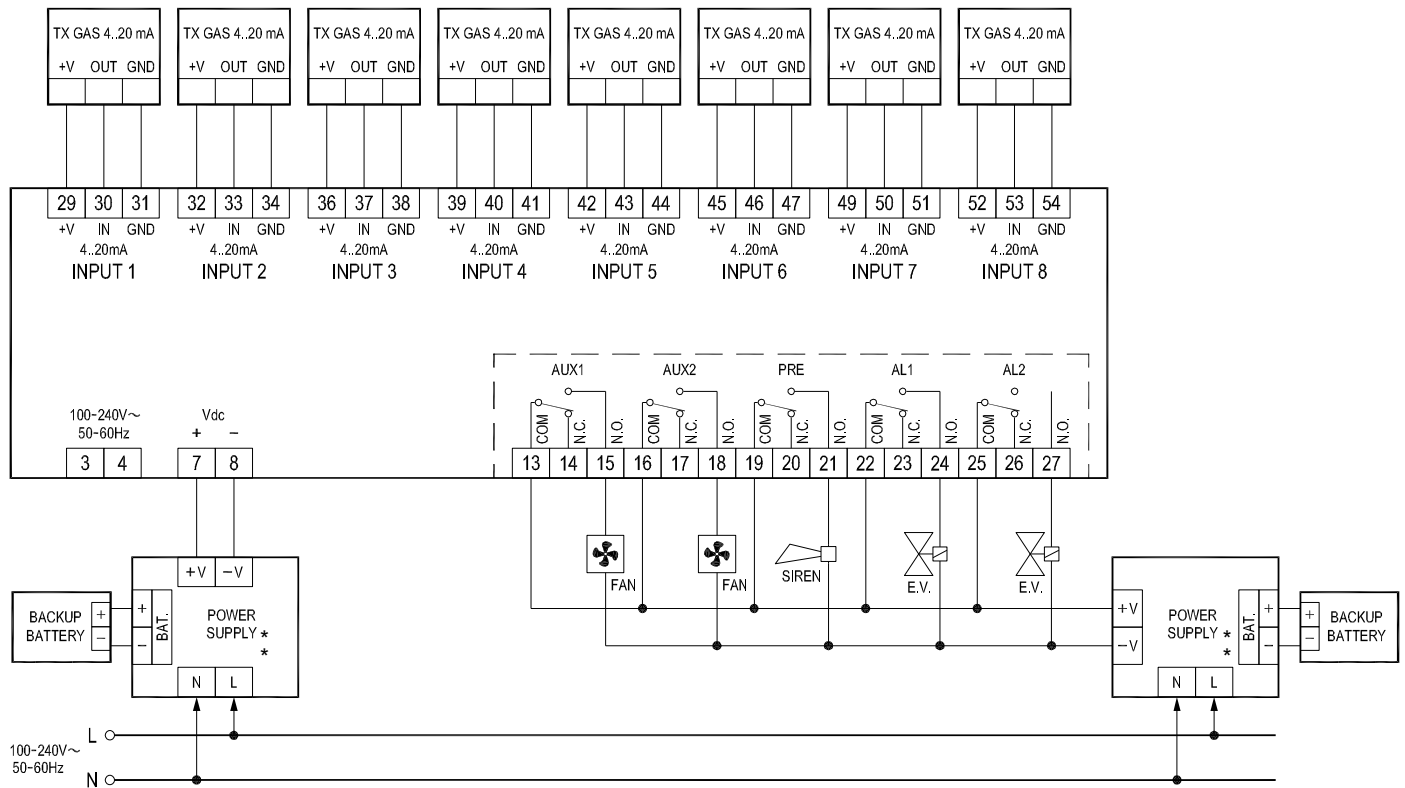 TX GAS 4..20 mA TX GAS 4..20 mA TX GAS 4..20 mA TX GAS 4..20 mA TX GAS 4..20 mA TX GAS 4..20 mA TX GAS 4..20 mA TX GAS 4..20 mA
+V OUT GND +V OUT GND +V OUT GND +V OUT GND +V OUT GND +V OUT GND +V OUT GND +V OUT GND
29 30 31 32 33 34 36 37 38 39 40 41 42 43 44 45 46 47 49 50 51 52 53 54
+V IN GND +V IN GND +V IN GND +V IN GND +V IN GND +V IN GND +V IN GND +V IN GND
4..20mA 4..20mA 4..20mA 4..20mA 4..20mA 4..20mA 4..20mA 4..20mA
INPUT 1 INPUT 2 INPUT 3 INPUT 4 INPUT 5 INPUT 6 INPUT 7 INPUT 8
AUX1 AUX2 PRE AL1 AL2
100-240V~ Vdc
50-60Hz + −
COM N.C. N.O. COM N.C. N.O. COM N.C. N.O. COM N.C. N.O. COM N.C. N.O.
3 4 7 8 13 14 15 16 17 18 19 20 21 22 23 24 25 26 27
FAN FAN SIREN E.V. E.V.
+V −V
BACKUP
BATTERY
+
−
+
−
BAT.
POWER
SUPPLY *
*
N L
+V
−V
POWER
SUPPLY *
*
BAT.
+
−
+
−
BACKUP
BATTERY
N L
L
100-240V~
50-60Hz
N